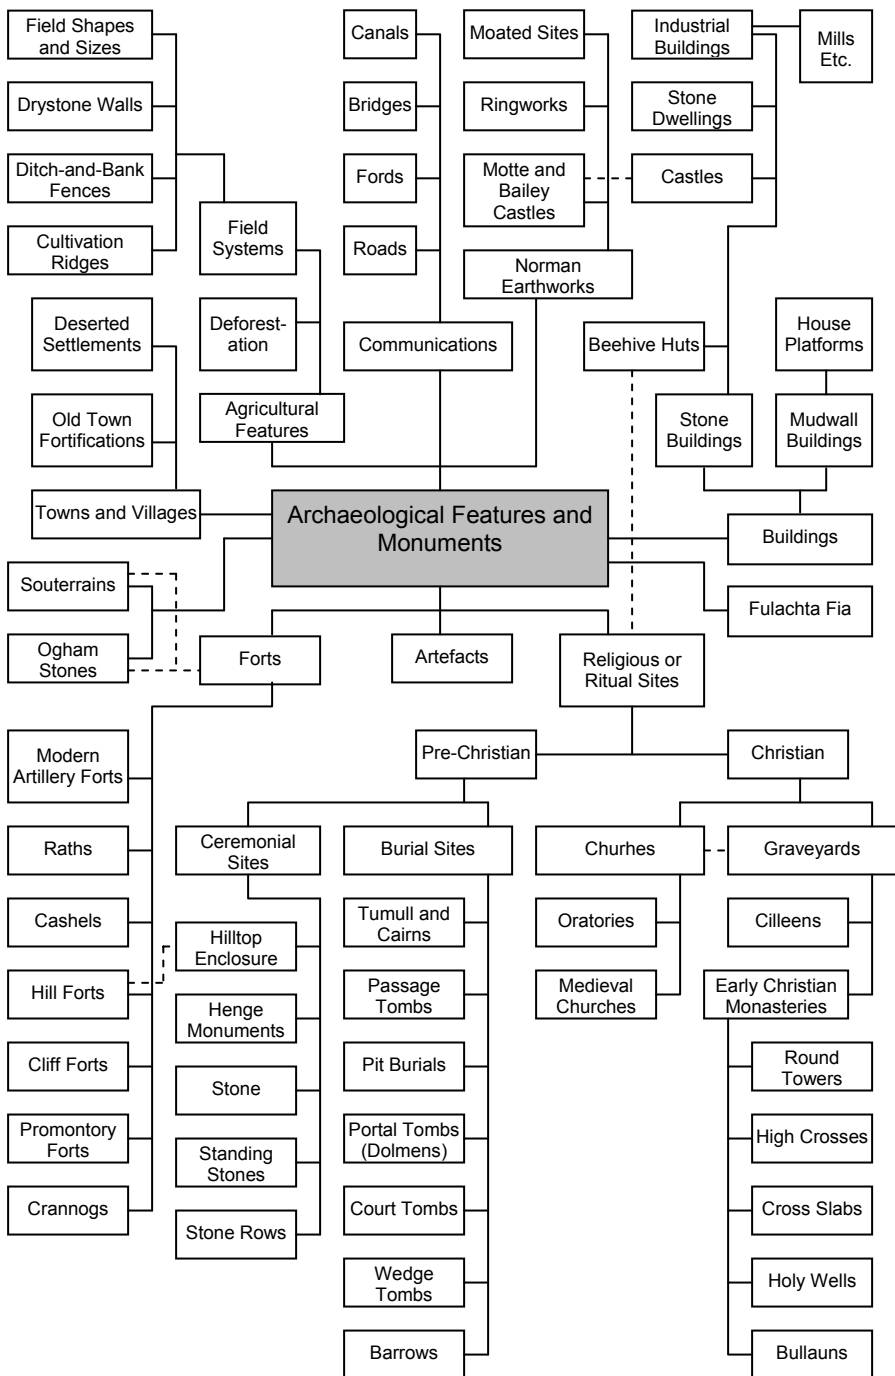 Field Shapes
and Sizes
Canals
Moated Sites
Industrial
Buildings
Mills
Etc.
Drystone Walls
Bridges
Ringworks
Stone
Dwellings
Ditch-and-Bank
Fences
Fords
Motte and
Bailey
Castles
Castles
Field
Systems
Cultivation
Ridges
Roads
Norman
Earthworks
Deserted
Settlements
Deforest-
ation
Communications
Beehive Huts
House
Platforms
Old Town
Fortifications
Agricultural
Features
Stone
Buildings
Mudwall
Buildings
Towns and Villages
Archaeological Features and
Monuments
Buildings
Souterrains
Fulachta Fia
Ogham
Stones
Forts
Artefacts
Religious or
Ritual Sites
Modern
Artillery Forts
Pre-Christian
Christian
Raths
Ceremonial
Sites
Burial Sites
Churhes
Graveyards
Cashels
Hilltop
Enclosure
Tumull and
Cairns
Oratories
Cilleens
Hill Forts
Henge
Monuments
Passage
Tombs
Medieval
Churches
Early Christian
Monasteries
Cliff Forts
Stone
Pit Burials
Round
Towers
Promontory
Forts
Standing
Stones
Portal Tombs
(Dolmens)
High Crosses
Crannogs
Stone Rows
Court Tombs
Cross Slabs
Wedge
Tombs
Holy Wells
Barrows
Bullauns